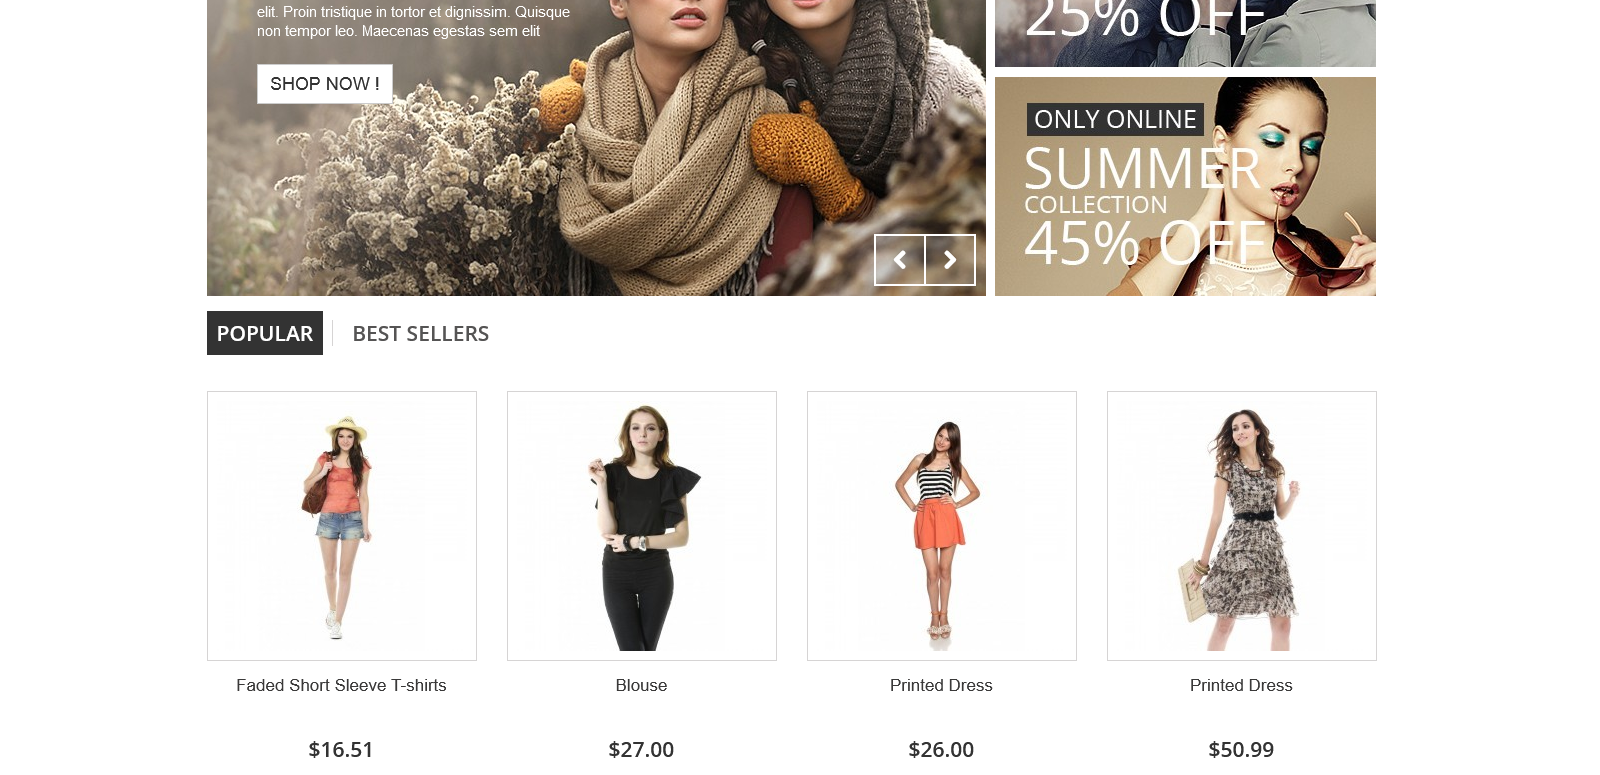 elit. Proin tristique in tortor et dignissim. Quisque
non tempor leo. Maecenas egestas sem elit
SHOP NOW !
25% OFF
ONLY ONLINE
SUMMER
COLLECTION
45% OFF
POPULAR
BEST SELLERS
Faded Short Sleeve T-shirts
Blouse
Printed Dress
Printed Dress
$16.51
$27.00
$26.00
$50.99